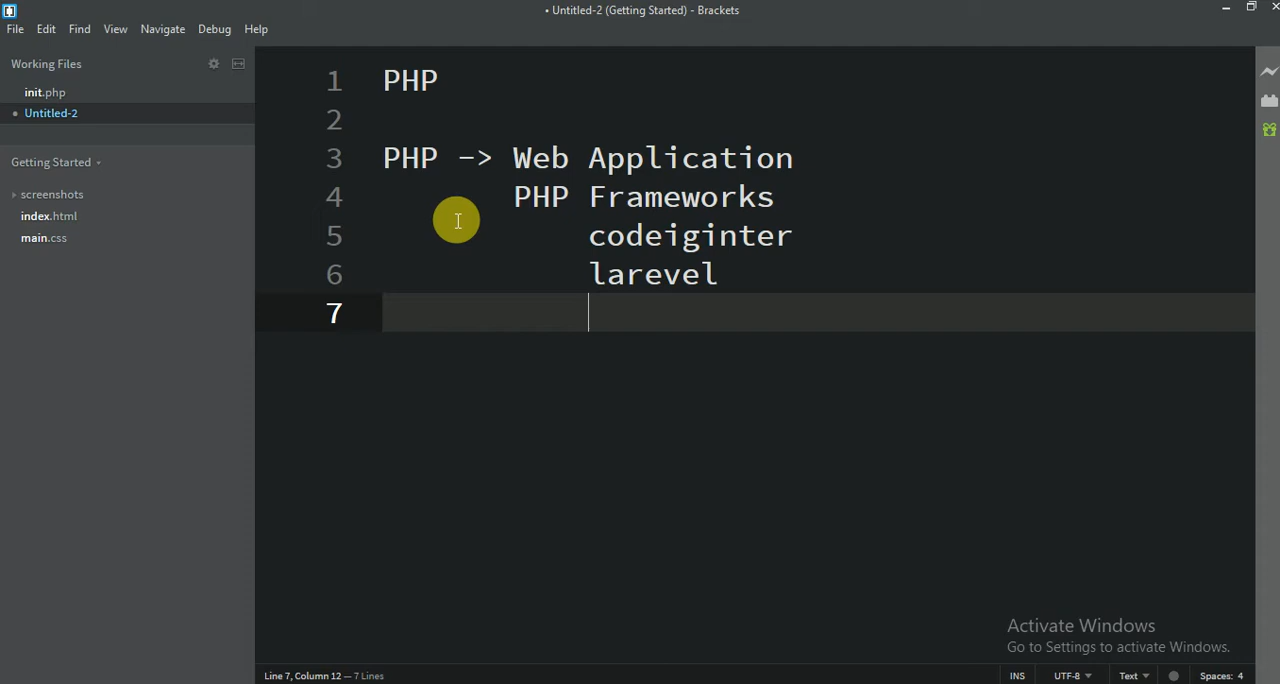 • Untitled-2 (Getting Started) - Brackets
File Edit Find View Navigate Debug Help
Working Files
init.php
• Untitled-2
Getting Started
screenshots
index.html
main.css
1 PHP
2
3 PHP -> Web Application
4 PHP Frameworks
5 codeiginter
6 larevel
7
Activate Windows
Go to Settings to activate Windows.
Line 7, Column 12 — 7 Lines
INS UTF-8 Text Spaces: 4